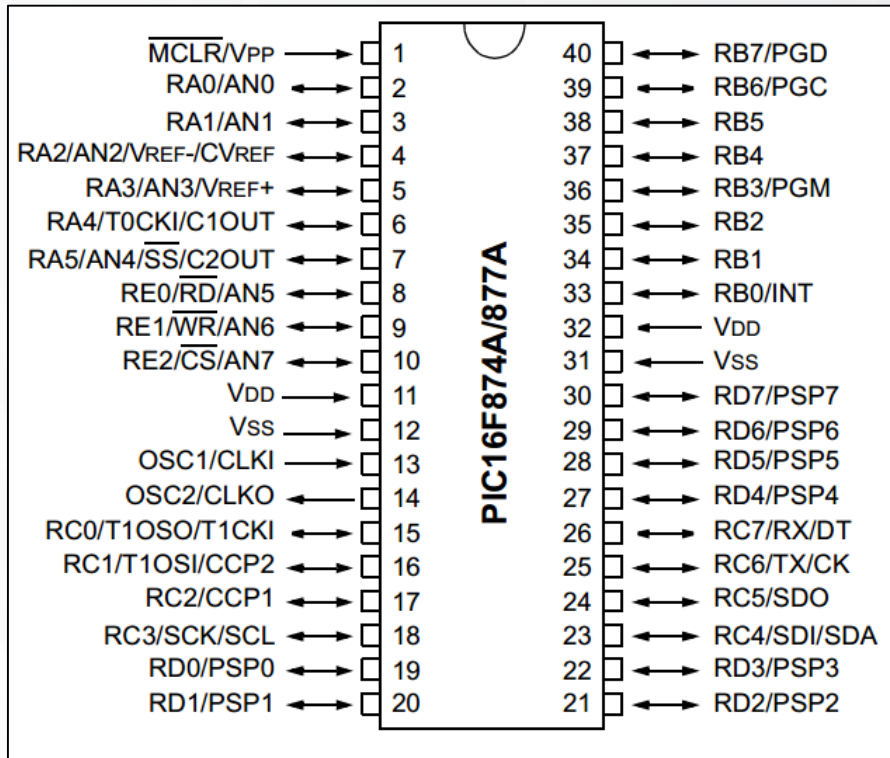 MCLR/VPP 1 40 RB7/PGD
RA0/AN0 2 39 RB6/PGC
RA1/AN1 3 38 RB5
RA2/AN2/VREF-/CVREF 4 37 RB4
RA3/AN3/VREF+ 5 36 RB3/PGM
RA4/T0CKI/C1OUT 6 35 RB2
RA5/AN4/SS/C2OUT 7 34 RB1
RE0/RD/AN5 8 33 RB0/INT
RE1/WR/AN6 9 32 VDD
RE2/CS/AN7 10 31 VSS
VDD 11 30 RD7/PSP7
VSS 12 29 RD6/PSP6
OSC1/CLKI 13 28 RD5/PSP5
OSC2/CLKO 14 27 RD4/PSP4
RC0/T1OSO/T1CKI 15 26 RC7/RX/DT
RC1/T1OSI/CCP2 16 25 RC6/TX/CK
RC2/CCP1 17 24 RC5/SDO
RC3/SCK/SCL 18 23 RC4/SDI/SDA
RD0/PSP0 19 22 RD3/PSP3
RD1/PSP1 20 21 RD2/PSP2
PIC16F874A/877A